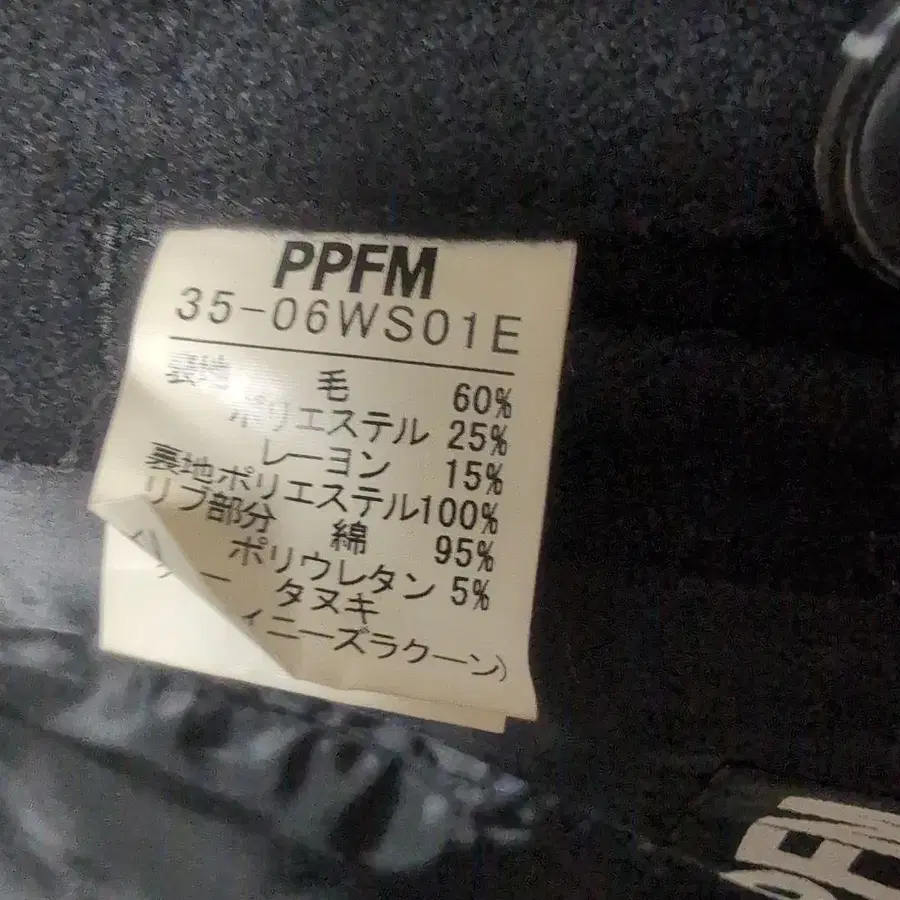 PPFM
35-06WS01E
表地 毛 60%
ポリエステル 25%
レーヨン 15%
裏地ポリエステル100%
リブ部分 綿 95%
ポリウレタン 5%
タヌキ
ィニーズラクーン)